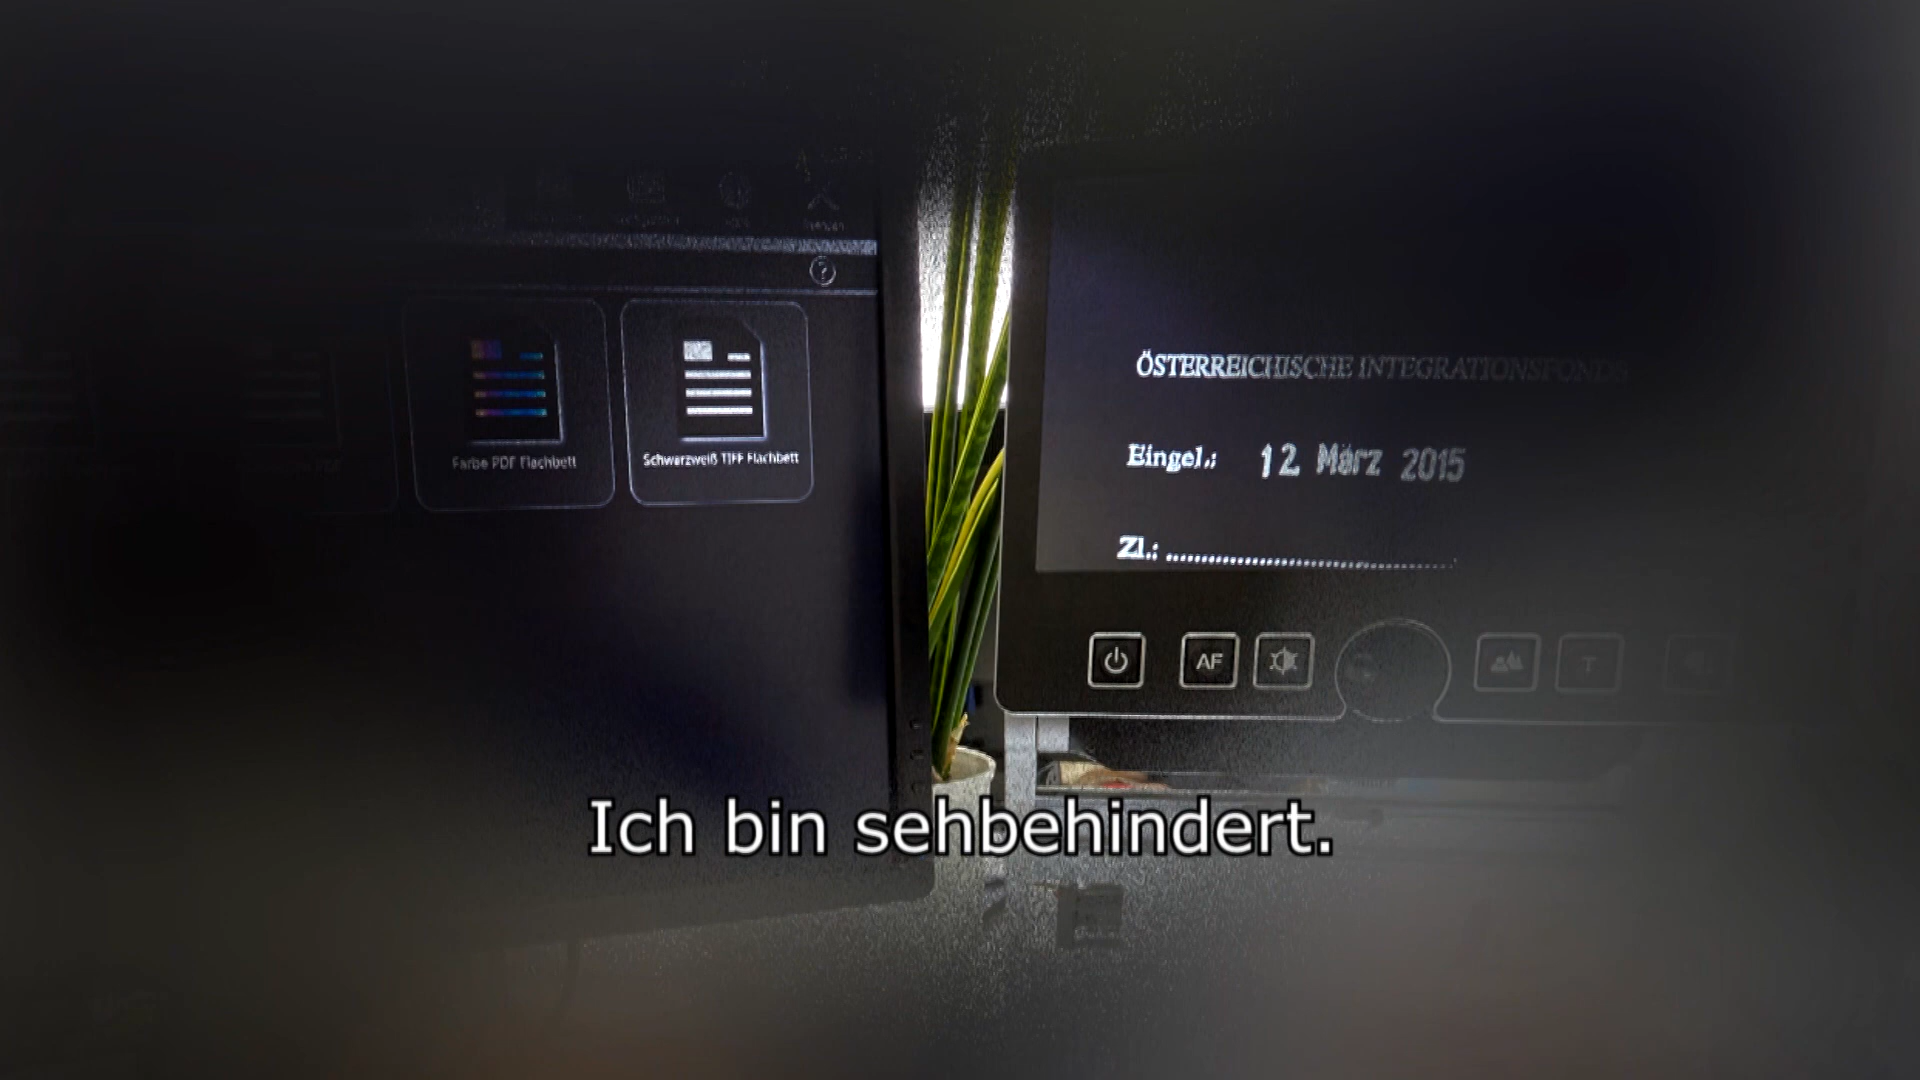 Farbe PDF Flachbett
Schwarzweiß TIFF Flachbett
?
ÖSTERREICHISCHE INTEGRATIONSFONDS
Eingel.: 12 März 2015
Zl.: ........................................
AF
T
Ich bin sehbehindert.